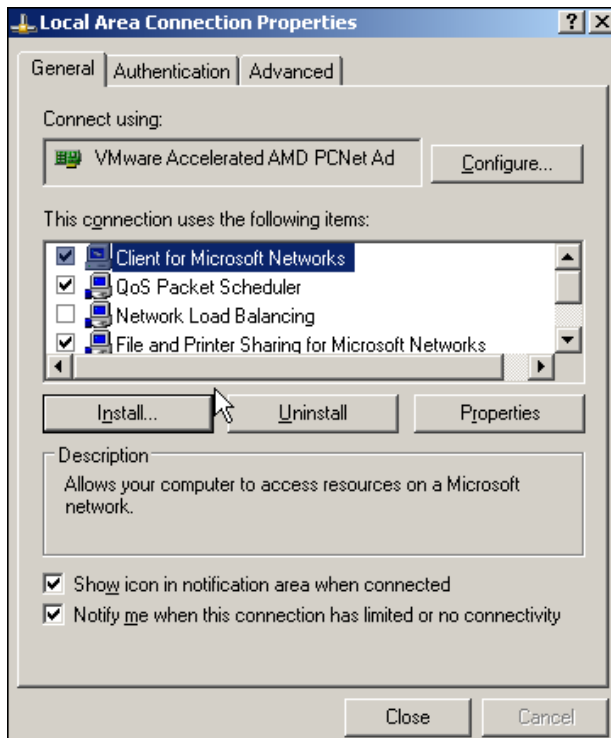 Local Area Connection Properties
General
Authentication
Advanced
Connect using:
VMware Accelerated AMD PCNet Ad
Configure...
This connection uses the following items:
Client for Microsoft Networks
QoS Packet Scheduler
Network Load Balancing
File and Printer Sharing for Microsoft Networks
Install...
Uninstall
Properties
Description
Allows your computer to access resources on a Microsoft
network.
Show icon in notification area when connected
Notify me when this connection has limited or no connectivity
Close
Cancel